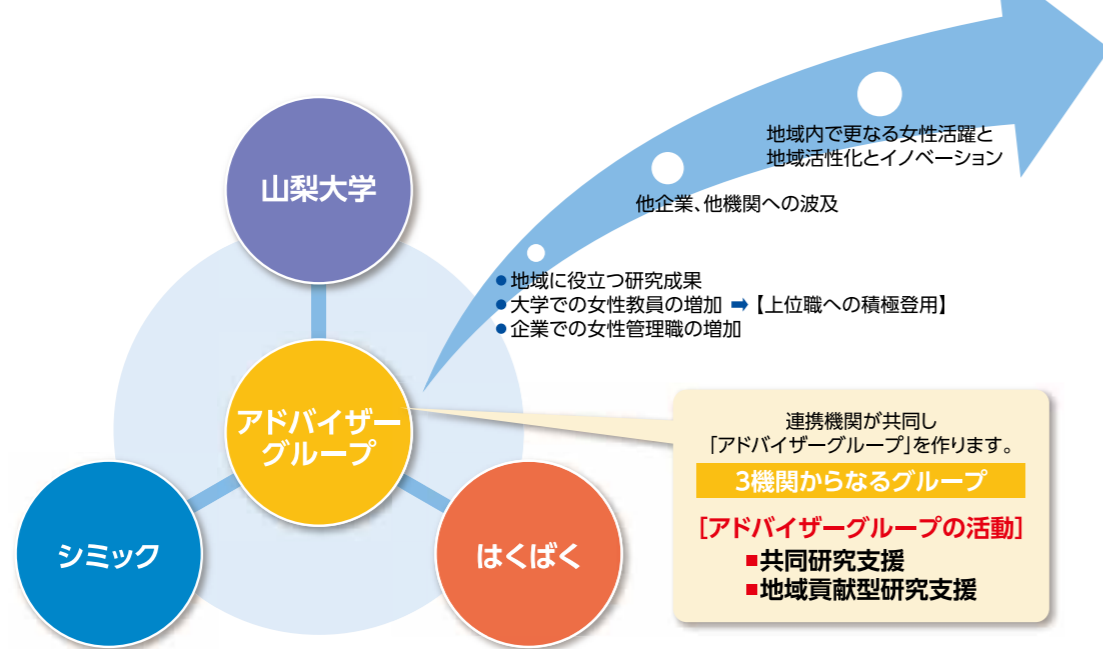 山梨大学
アドバイザー
グループ
シミック
はくばく
地域内で更なる女性活躍と
地域活性化とイノベーション
他企業、他機関への波及
●地域に役立つ研究成果
●大学での女性教員の増加 ➡【上位職への積極登用】
●企業での女性管理職の増加
連携機関が共同し
「アドバイザーグループ」を作ります。
3機関からなるグループ
[アドバイザーグループの活動]
■共同研究支援
■地域貢献型研究支援